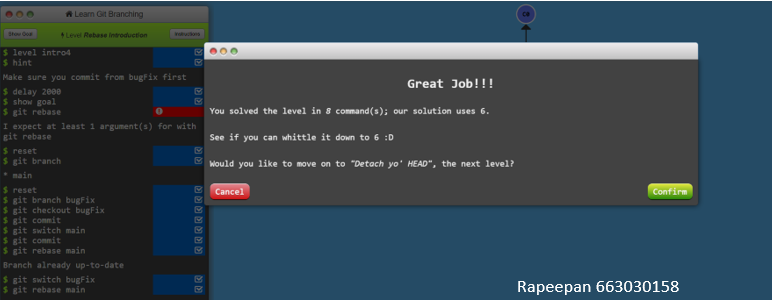 Learn Git Branching
Show Goal
Level Rebase Introduction
Instructions
$ level intro4
$ hint
Make sure you commit from bugFix first
$ delay 2000
$ show goal
$ git rebase
I expect at least 1 argument(s) for with
git rebase
$ reset
$ git branch
* main
$ reset
$ git branch bugFix
$ git checkout bugFix
$ git commit
$ git switch main
$ git commit
$ git rebase main
Branch already up-to-date
$ git switch bugFix
$ git rebase main
C0
Great Job!!!
You solved the level in 8 command(s); our solution uses 6.
See if you can whittle it down to 6 :D
Would you like to move on to "Detach yo' HEAD", the next level?
Cancel
Confirm
Rapeepan 663030158